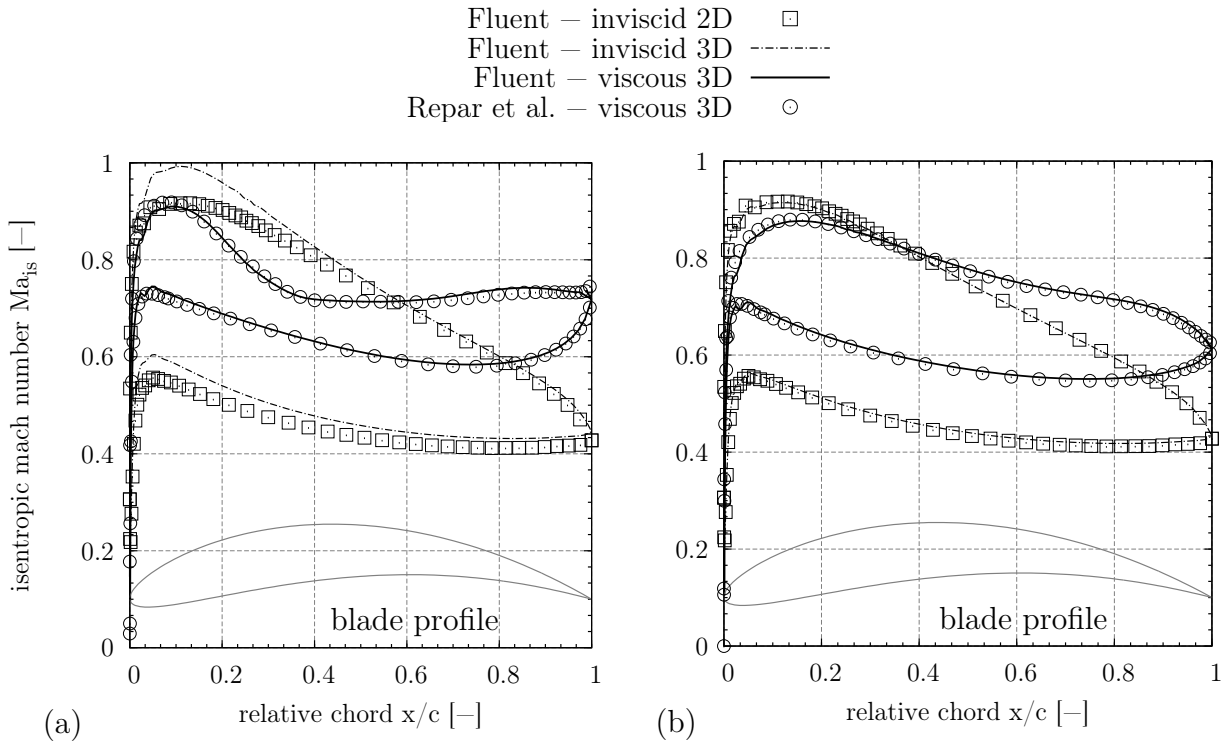 Fluent – inviscid 2D
Fluent – inviscid 3D
Fluent – viscous 3D
Repar et al. – viscous 3D
isentropic mach number Ma_is [–]
1
0.8
0.6
0.4
0.2
0
0 0.2 0.4 0.6 0.8 1
blade profile
relative chord x/c [–]
(a)
1
0.8
0.6
0.4
0.2
0
0 0.2 0.4 0.6 0.8 1
blade profile
relative chord x/c [–]
(b)